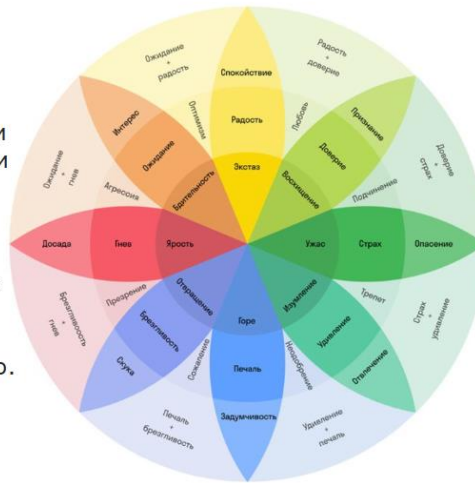 и
и
о.
Ожидание
+
радость
Радость
+
доверие
Спокойствие
Оптимизм
Радость
Любовь
Экстаз
Интерес
Ожидание
Бдительность
Признание
Доверие
Восхищение
Ожидание
+
гнев
Доверие
+
страх
Агрессия
Подчинение
Досада
Гнев
Ярость
Ужас
Страх
Опасение
Презрение
Трепет
Брезгливость
+
гнев
Страх
+
удивление
Отвращение
Брезгливость
Скука
Изумление
Удивление
Отвлечение
Горе
Сожаление
Печаль
Неодобрение
Задумчивость
Печаль
+
брезгливость
Удивление
+
печаль